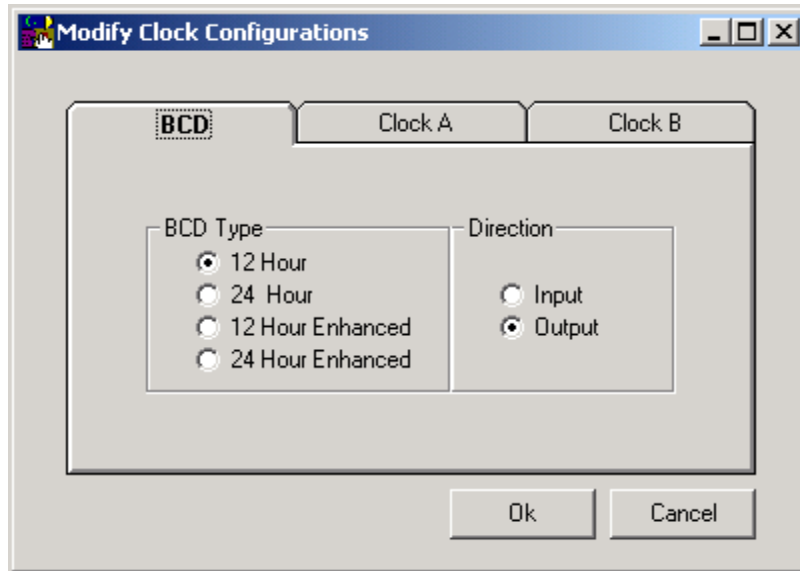 Modify Clock Configurations
BCD
Clock A
Clock B
BCD Type
12 Hour
24 Hour
12 Hour Enhanced
24 Hour Enhanced
Direction
Input
Output
Ok
Cancel